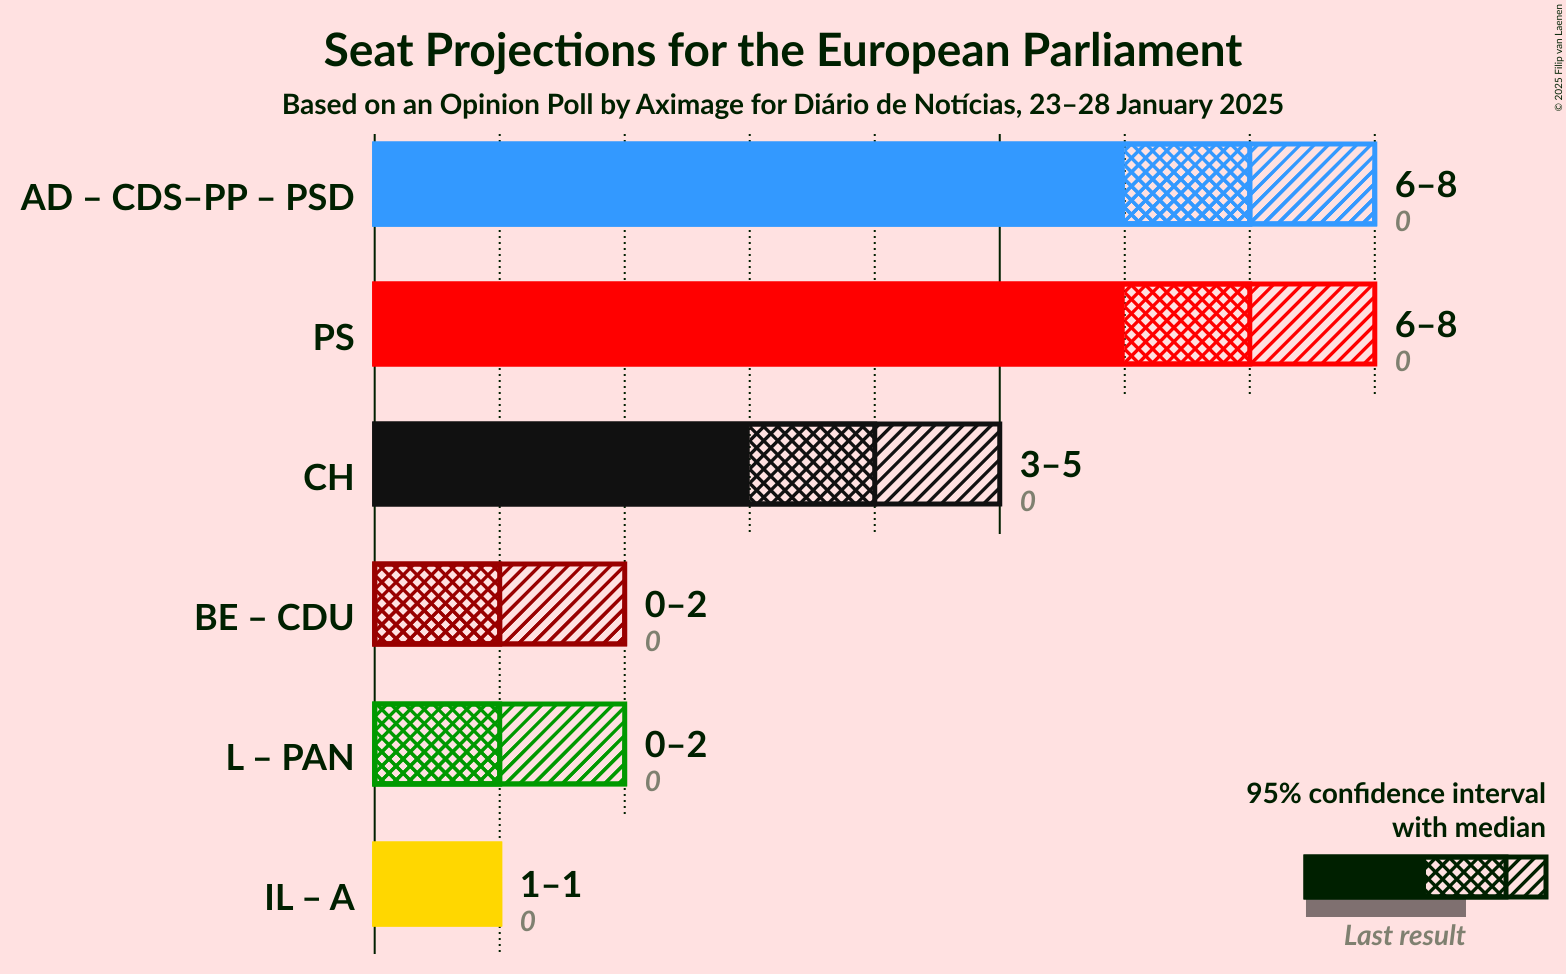 Seat Projections for the European Parliament
Based on an Opinion Poll by Aximage for Diário de Notícias, 23–28 January 2025
© 2025 Filip van Laenen
AD – CDS–PP – PSD
6–8
0
PS
6–8
0
CH
3–5
0
BE – CDU
0–2
0
L – PAN
0–2
0
IL – A
1–1
0
95% confidence interval
with median
Last result